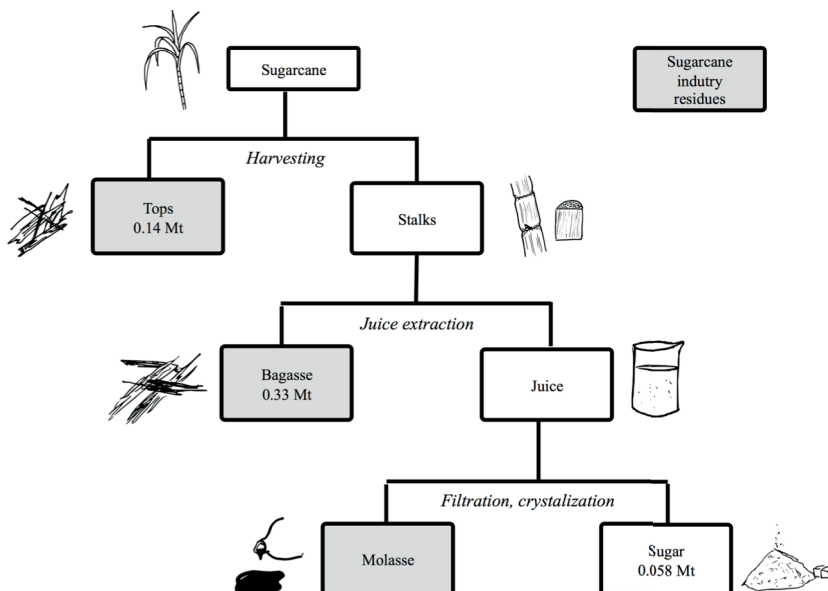 Sugarcane
Sugarcane
indutry
residues
Harvesting
Tops
0.14 Mt
Stalks
Juice extraction
Bagasse
0.33 Mt
Juice
Filtration, crystalization
Molasse
Sugar
0.058 Mt